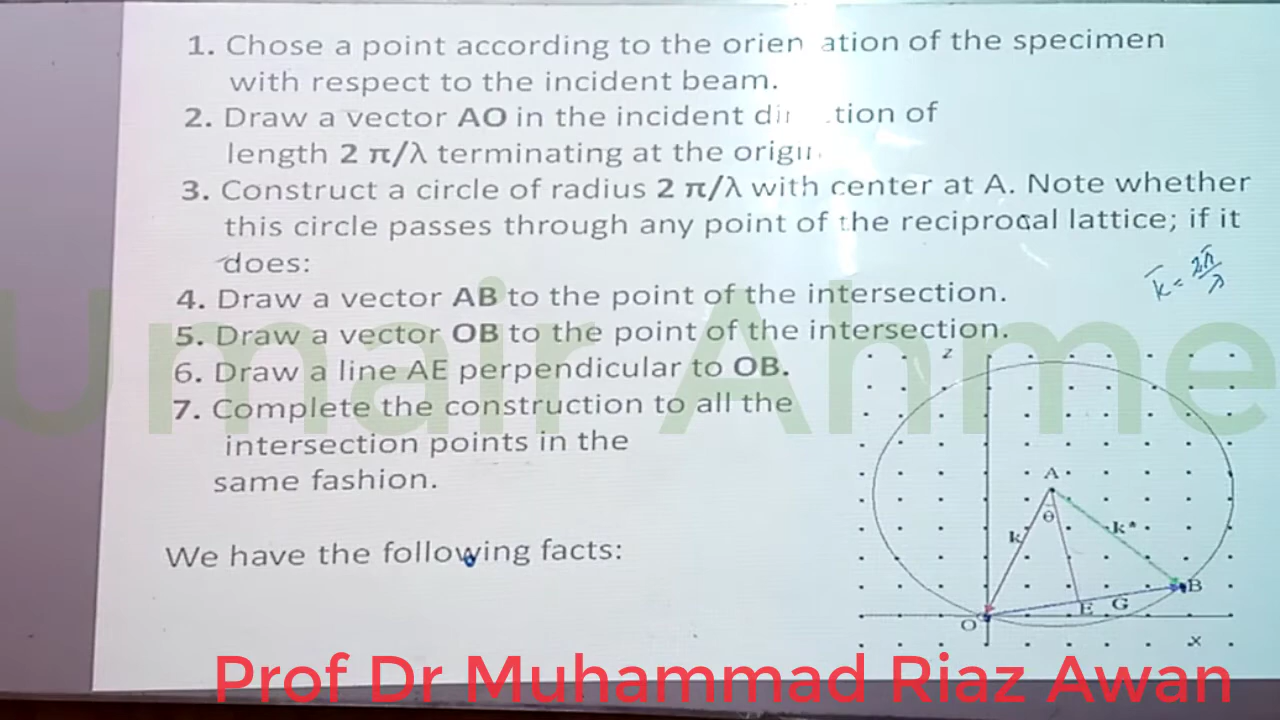 1. Chose a point according to the orien ation of the specimen
with respect to the incident beam.
2. Draw a vector AO in the incident dir .tion of
length 2 π/λ terminating at the origi
3. Construct a circle of radius 2 π/λ with center at A. Note whether
this circle passes through any point of the reciprocal lattice; if it
does:
k̄ = 2π/λ
4. Draw a vector AB to the point of the intersection.
5. Draw a vector OB to the point of the intersection.
6. Draw a line AE perpendicular to OB.
7. Complete the construction to all the
intersection points in the
same fashion.
We have the following facts:
z
A
θ
k
k*
B
E G
O
x
Umair Ahme
Prof Dr Muhammad Riaz Awan